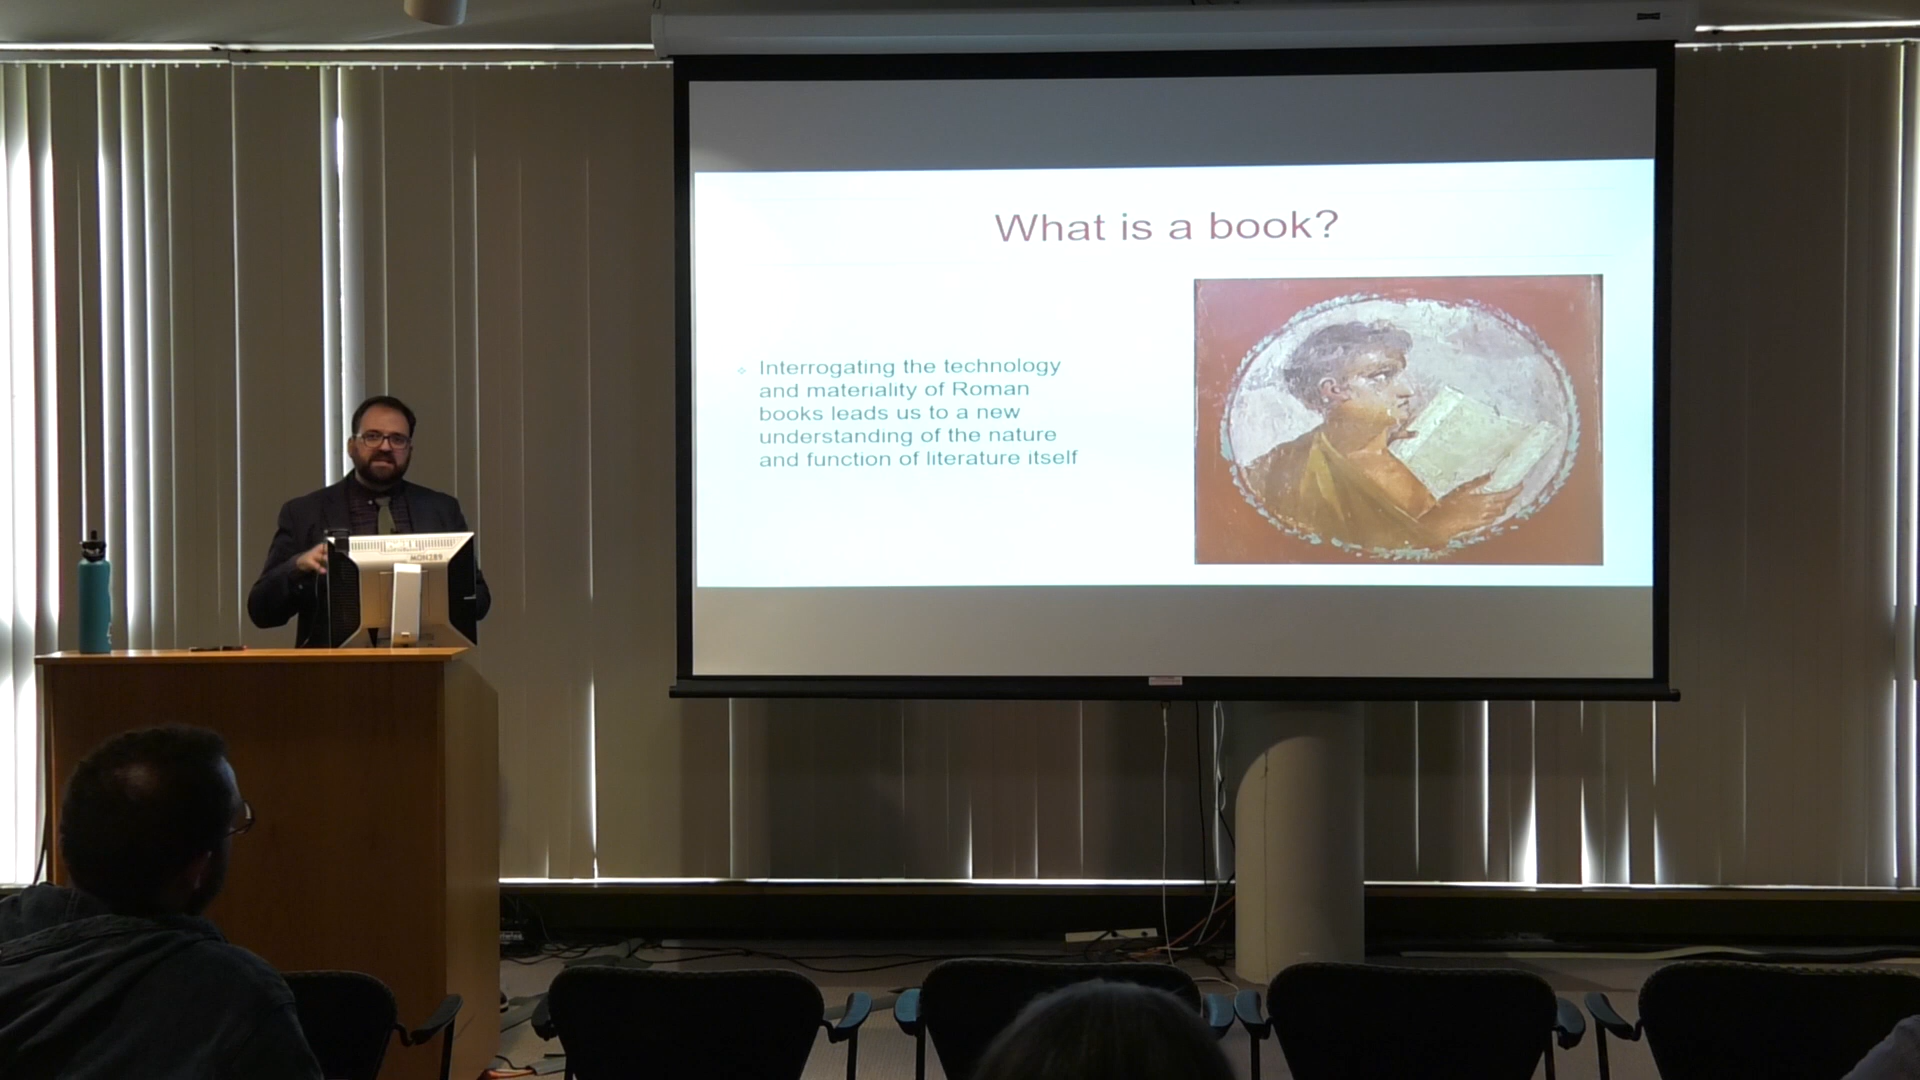 What is a book?
Interrogating the technology
and materiality of Roman
books leads us to a new
understanding of the nature
and function of literature itself